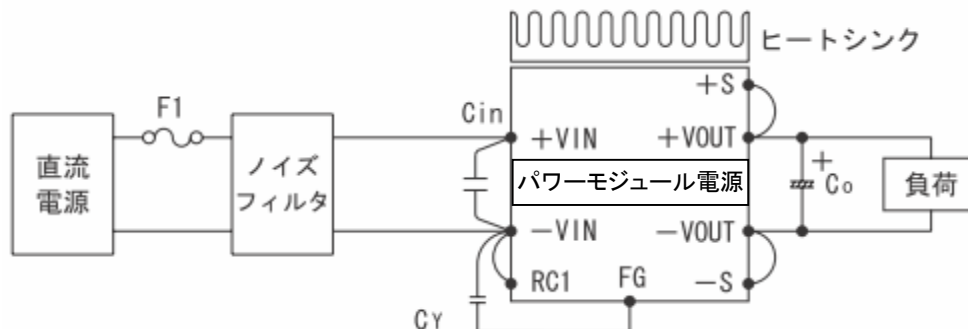 ヒートシンク
+S
F1
Cin
+VIN
+VOUT
+
直流
電源
ノイズ
フィルタ
パワーモジュール電源
Co
負荷
−VIN
−VOUT
RC1
FG
−S
CY